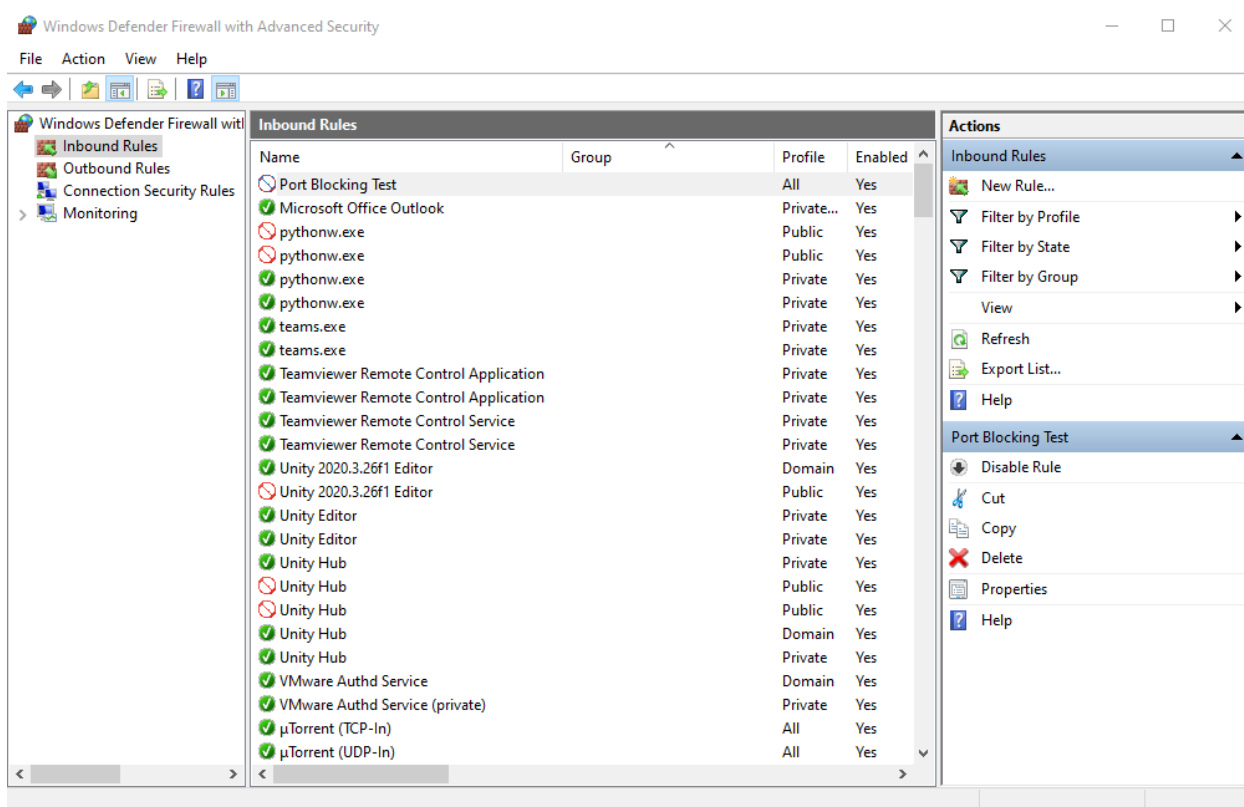 Windows Defender Firewall with Advanced Security
File Action View Help
Windows Defender Firewall witl
Inbound Rules
Outbound Rules
Connection Security Rules
Monitoring
Inbound Rules
Name Group Profile Enabled
Port Blocking Test All Yes
Microsoft Office Outlook Private... Yes
pythonw.exe Public Yes
pythonw.exe Public Yes
pythonw.exe Private Yes
pythonw.exe Private Yes
teams.exe Private Yes
teams.exe Private Yes
Teamviewer Remote Control Application Private Yes
Teamviewer Remote Control Application Private Yes
Teamviewer Remote Control Service Private Yes
Teamviewer Remote Control Service Private Yes
Unity 2020.3.26f1 Editor Domain Yes
Unity 2020.3.26f1 Editor Public Yes
Unity Editor Private Yes
Unity Editor Private Yes
Unity Hub Private Yes
Unity Hub Public Yes
Unity Hub Public Yes
Unity Hub Domain Yes
Unity Hub Private Yes
VMware Authd Service Domain Yes
VMware Authd Service (private) Private Yes
µTorrent (TCP-In) All Yes
µTorrent (UDP-In) All Yes
Actions
Inbound Rules
New Rule...
Filter by Profile
Filter by State
Filter by Group
View
Refresh
Export List...
Help
Port Blocking Test
Disable Rule
Cut
Copy
Delete
Properties
Help